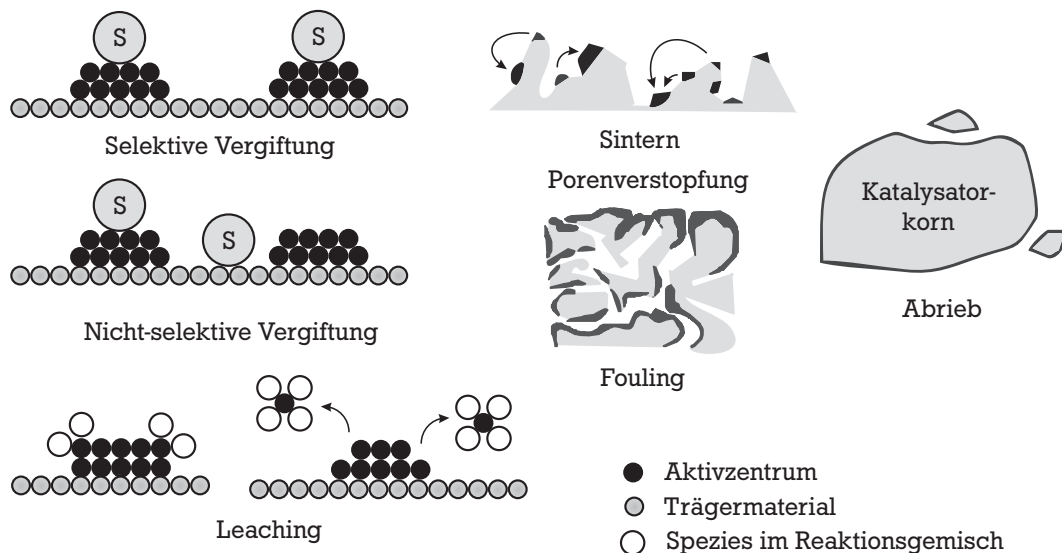 S
S
Selektive Vergiftung
S
S
Nicht-selektive Vergiftung
Leaching
Sintern
Porenverstopfung
Fouling
Katalysator-
korn
Abrieb
Aktivzentrum
Trägermaterial
Spezies im Reaktionsgemisch